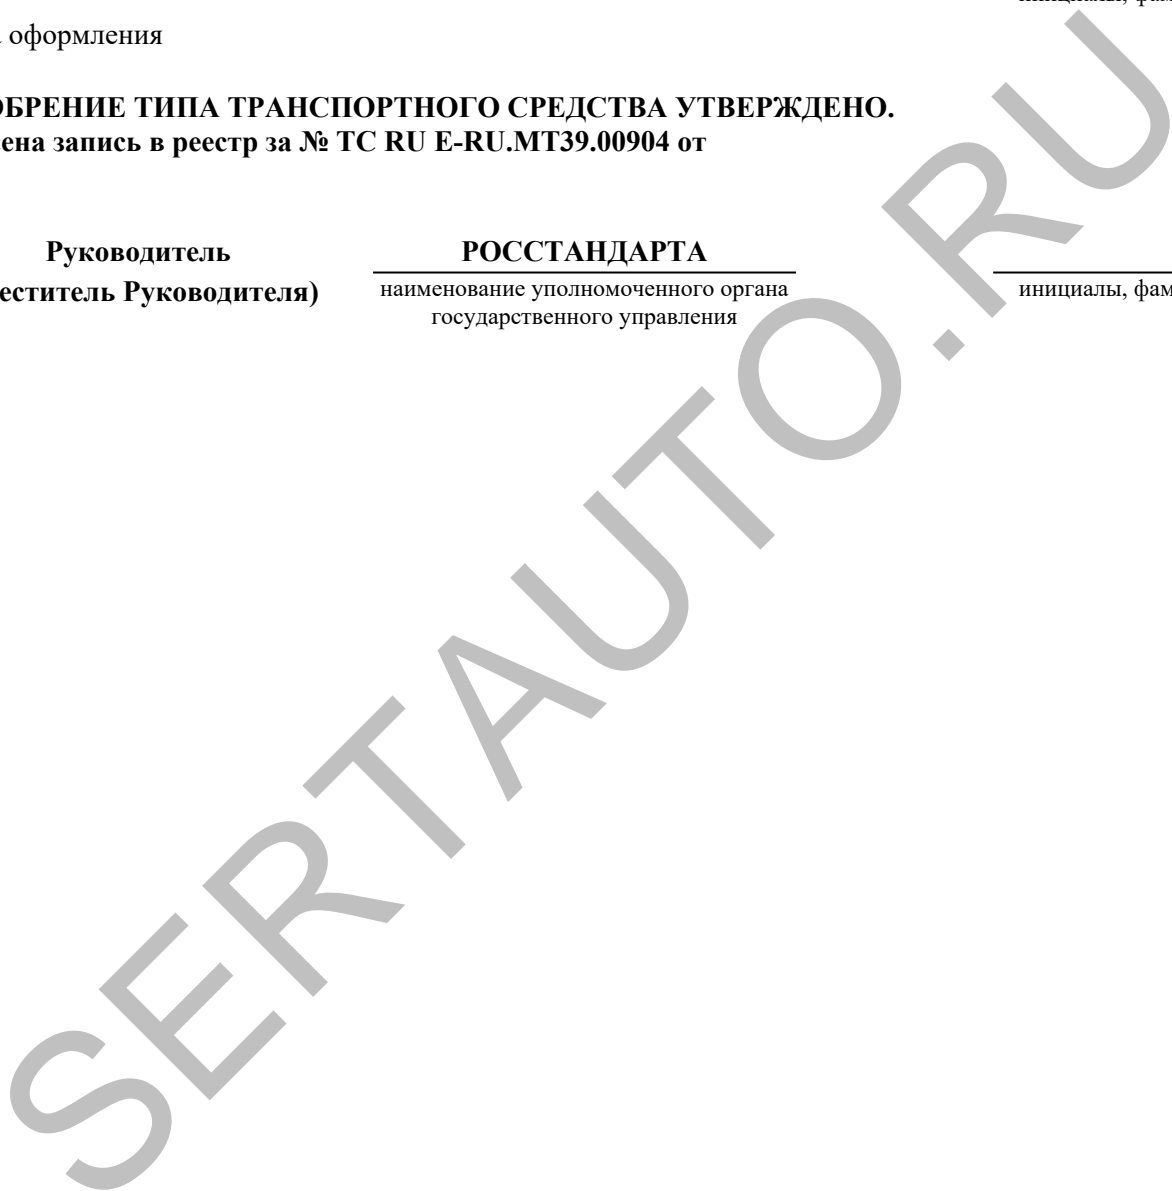 оформления
ОБРЕНИЕ ТИПА ТРАНСПОРТНОГО СРЕДСТВА УТВЕРЖДЕНО.
ена запись в реестр за № ТС RU E-RU.МТ39.00904 от
Руководитель РОССТАНДАРТА
еститель Руководителя) наименование уполномоченного органа инициалы, фам
государственного управления
SERTAUTO.RU